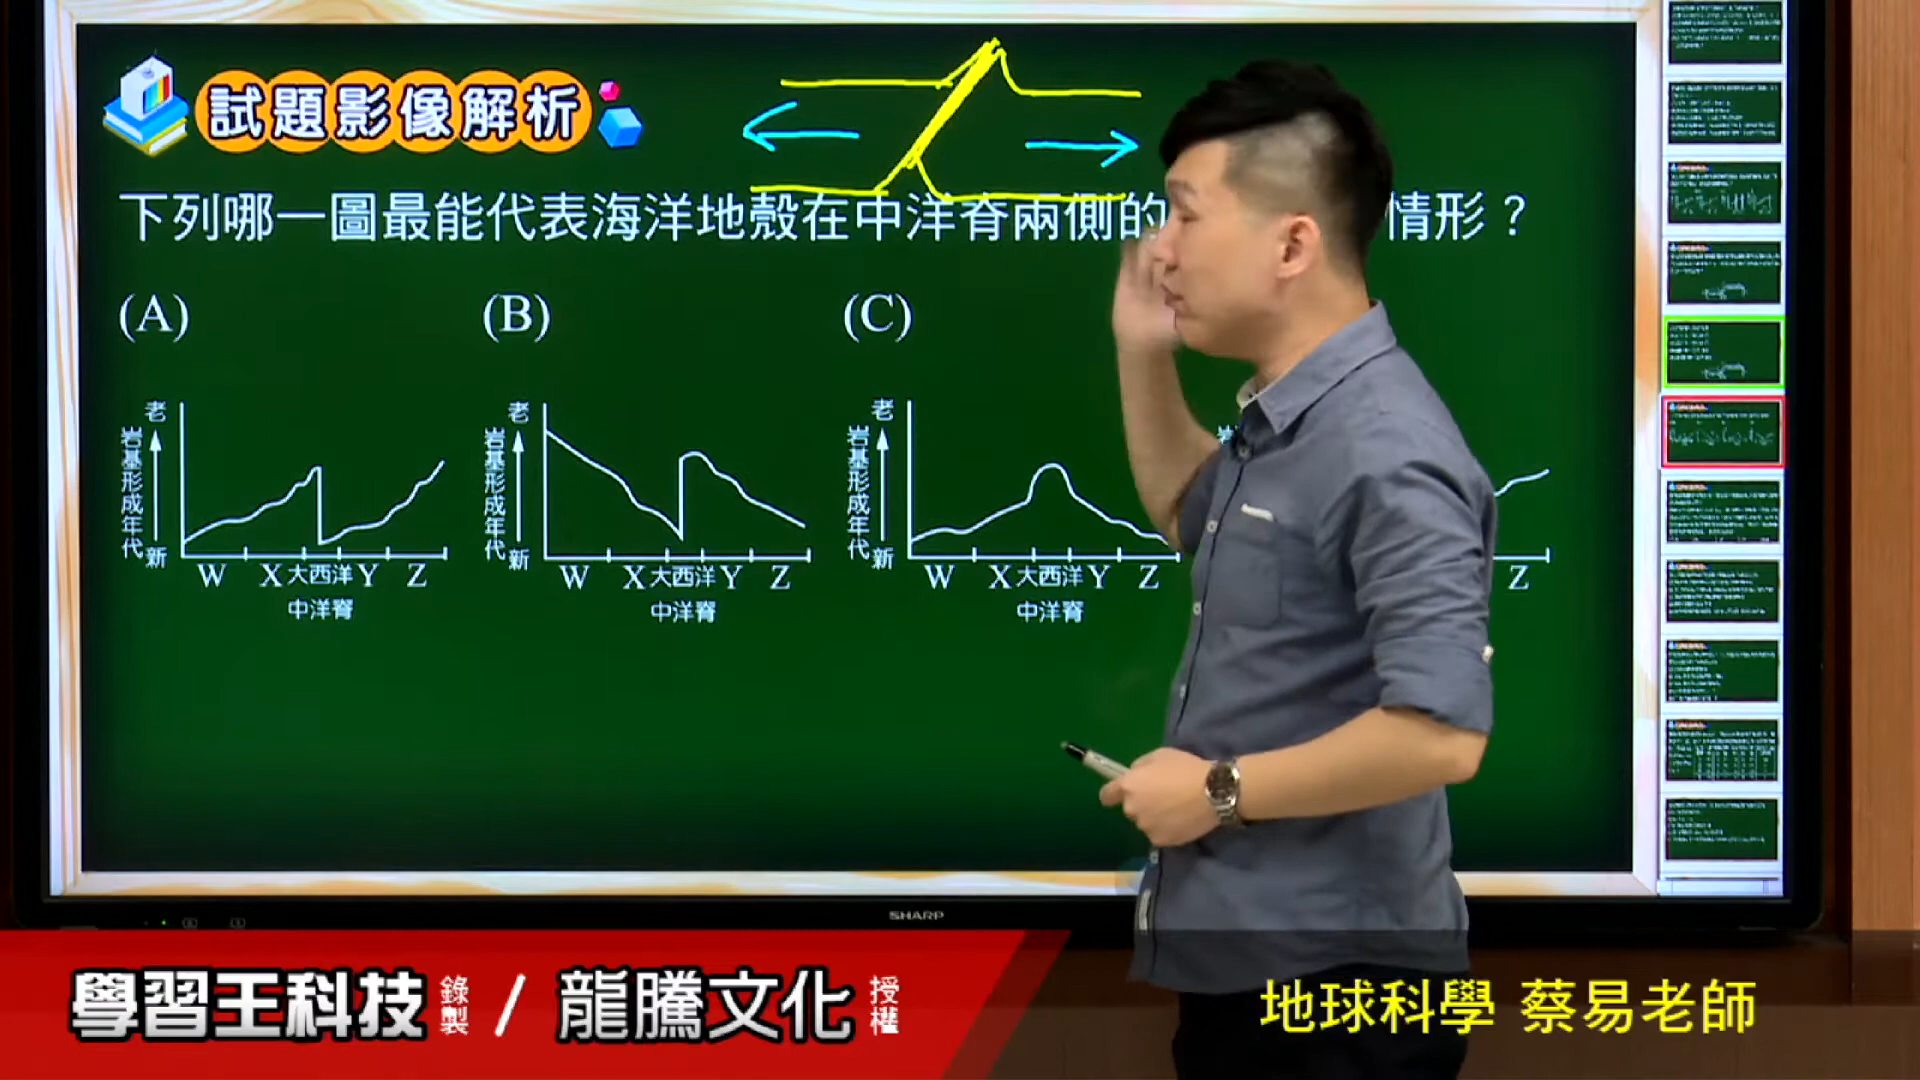 試題影像解析
下列哪一圖最能代表海洋地殼在中洋脊兩側的 情形？
(A)
(B)
(C)
老
岩基形成年代
新
W X 大西洋 Y Z
中洋脊
老
岩基形成年代
新
W X 大西洋 Y Z
中洋脊
老
岩基形成年代
新
W X 大西洋 Y Z
中洋脊
Z
SHARP
學習王科技 錄製 / 龍騰文化 授權
地球科學 蔡易老師